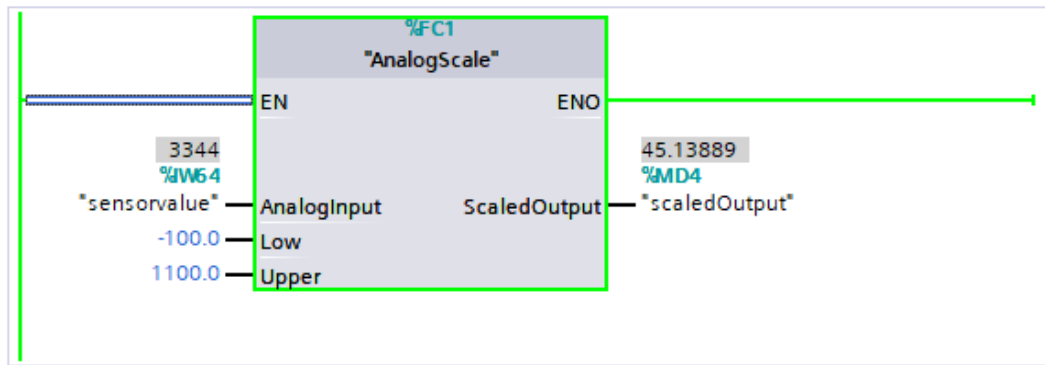 %FC1
"AnalogScale"
EN ENO
3344 45.13889
%IW64 %MD4
"sensorvalue" AnalogInput ScaledOutput "scaledOutput"
-100.0 Low
1100.0 Upper